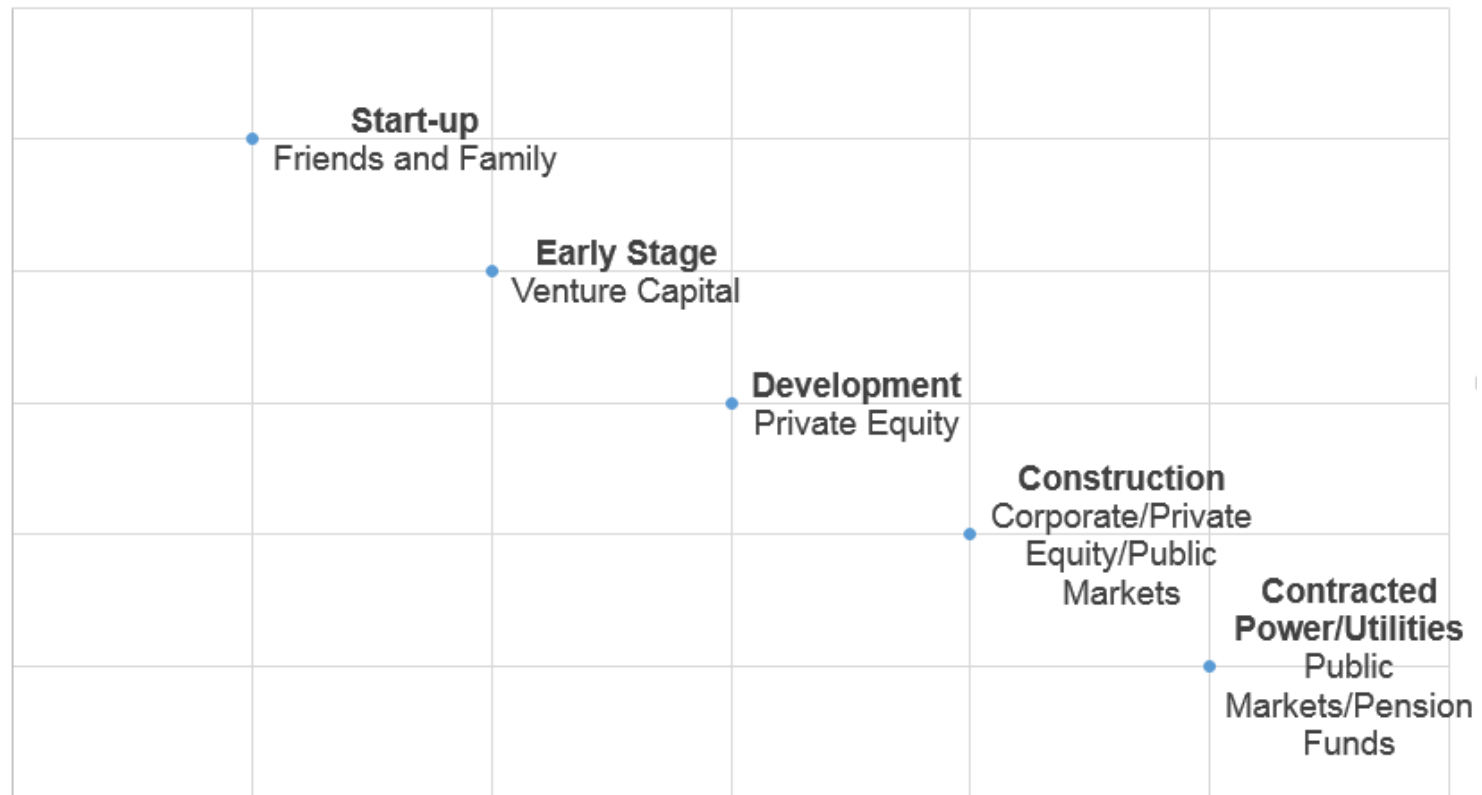 Start-up
Friends and Family
Early Stage
Venture Capital
Development
Private Equity
Construction
Corporate/Private
Equity/Public
Markets
Contracted
Power/Utilities
Public
Markets/Pension
Funds